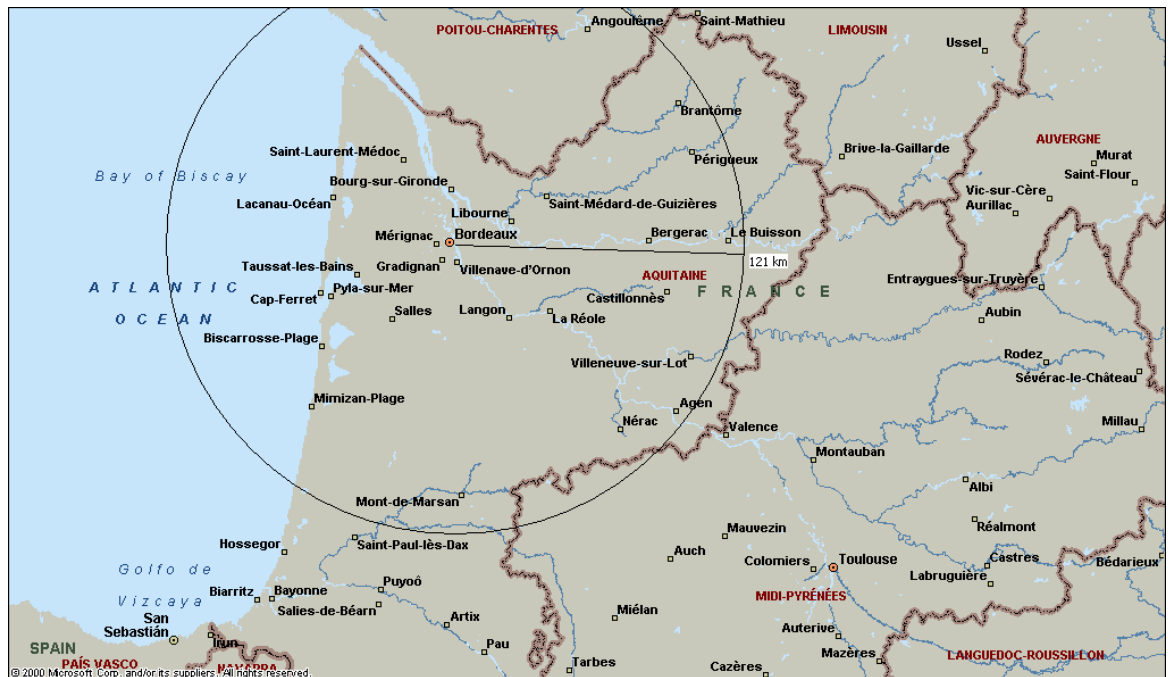 Angoulême
Saint-Mathieu
POITOU-CHARENTES
LIMOUSIN
Ussel
Brantôme
AUVERGNE
Saint-Laurent-Médoc
Périgueux
Brive-la-Gaillarde
Murat
Bay of Biscay
Bourg-sur-Gironde
Saint-Flour
Vic-sur-Cère
Lacanau-Océan
Saint-Médard-de-Guizières
Aurillac
Libourne
Mérignac
Bordeaux
Bergerac
Le Buisson
121 km
Taussat-les-Bains
Gradignan
Villenave-d'Ornon
AQUITAINE
Entraygues-sur-Truyère
ATLANTIC
OCEAN
Cap-Ferret
Pyla-sur-Mer
Castillonnès
FRANCE
Salles
Langon
La Réole
Aubin
Biscarrosse-Plage
Villeneuve-sur-Lot
Rodez
Sévérac-le-Château
Mimizan-Plage
Agen
Nérac
Valence
Millau
Montauban
Mont-de-Marsan
Albi
Hossegor
Saint-Paul-lès-Dax
Mauvezin
Réalmont
Auch
Colomiers
Toulouse
Castres
Bédarieux
Labruguière
Golfo de
Vizcaya
Biarritz
Bayonne
Puyoô
Salies-de-Béarn
MIDI-PYRÉNÉES
San
Sebastián
Irun
Artix
Miélan
Auterive
SPAIN
PAÍS VASCO
NAVARRA
Pau
Tarbes
Cazères
Mazères
LANGUEDOC-ROUSSILLON
© 2000 Microsoft Corp. and/or its suppliers. All rights reserved.